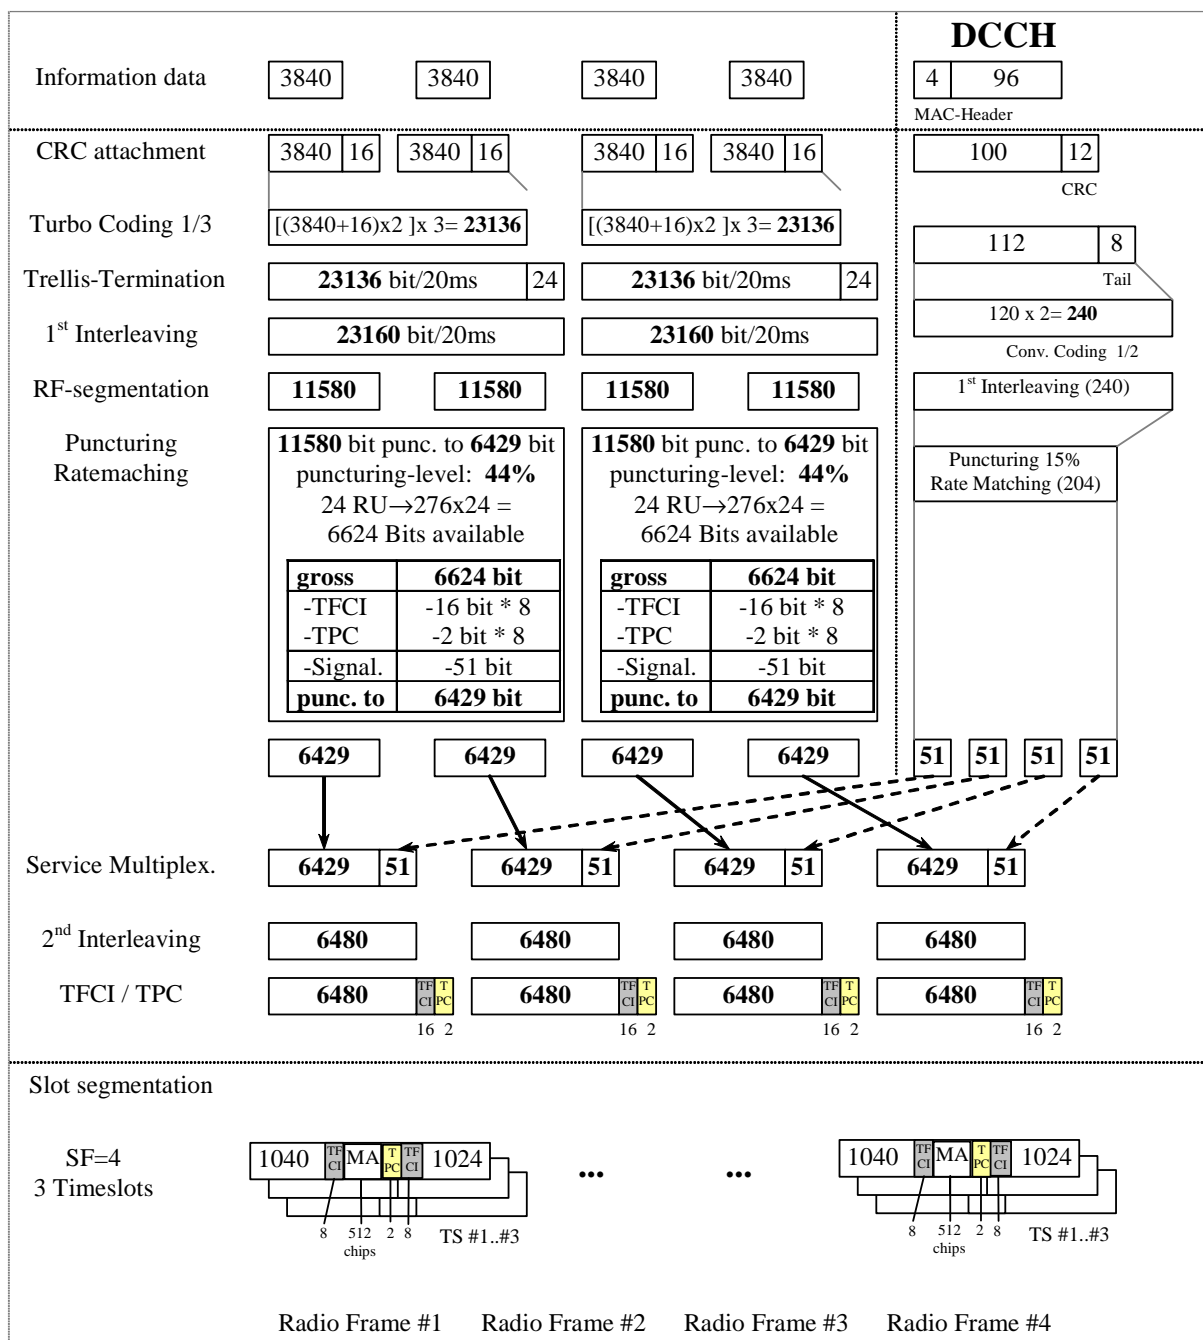 DCCH
Information data 3840 3840 3840 3840 4 96
MAC-Header
CRC attachment 3840 16 3840 16 3840 16 3840 16 100 12
CRC
Turbo Coding 1/3 [(3840+16)x2 ]x 3= 23136 [(3840+16)x2 ]x 3= 23136 112 8
Tail
Trellis-Termination 23136 bit/20ms 24 23136 bit/20ms 24
120 x 2= 240
1st Interleaving 23160 bit/20ms 23160 bit/20ms
Conv. Coding 1/2
RF-segmentation 11580 11580 11580 11580 1st Interleaving (240)
Puncturing
Ratemaching
11580 bit punc. to 6429 bit
puncturing-level: 44%
24 RU→276x24 =
6624 Bits available
gross 6624 bit
-TFCI -16 bit * 8
-TPC -2 bit * 8
-Signal. -51 bit
punc. to 6429 bit
11580 bit punc. to 6429 bit
puncturing-level: 44%
24 RU→276x24 =
6624 Bits available
gross 6624 bit
-TFCI -16 bit * 8
-TPC -2 bit * 8
-Signal. -51 bit
punc. to 6429 bit
Puncturing 15%
Rate Matching (204)
6429 6429 6429 6429 51 51 51 51
Service Multiplex. 6429 51 6429 51 6429 51 6429 51
2nd Interleaving 6480 6480 6480 6480
TFCI / TPC 6480 TF CI T PC 6480 TF CI T PC 6480 TF CI T PC 6480 TF CI T PC
16 2 16 2 16 2 16 2
Slot segmentation
SF=4
3 Timeslots
1040 TF CI MA T PC TF CI 1024 ... ... 1040 TF CI MA T PC TF CI 1024
8 512 2 8 TS #1..#3 8 512 2 8 TS #1..#3
chips chips
Radio Frame #1 Radio Frame #2 Radio Frame #3 Radio Frame #4